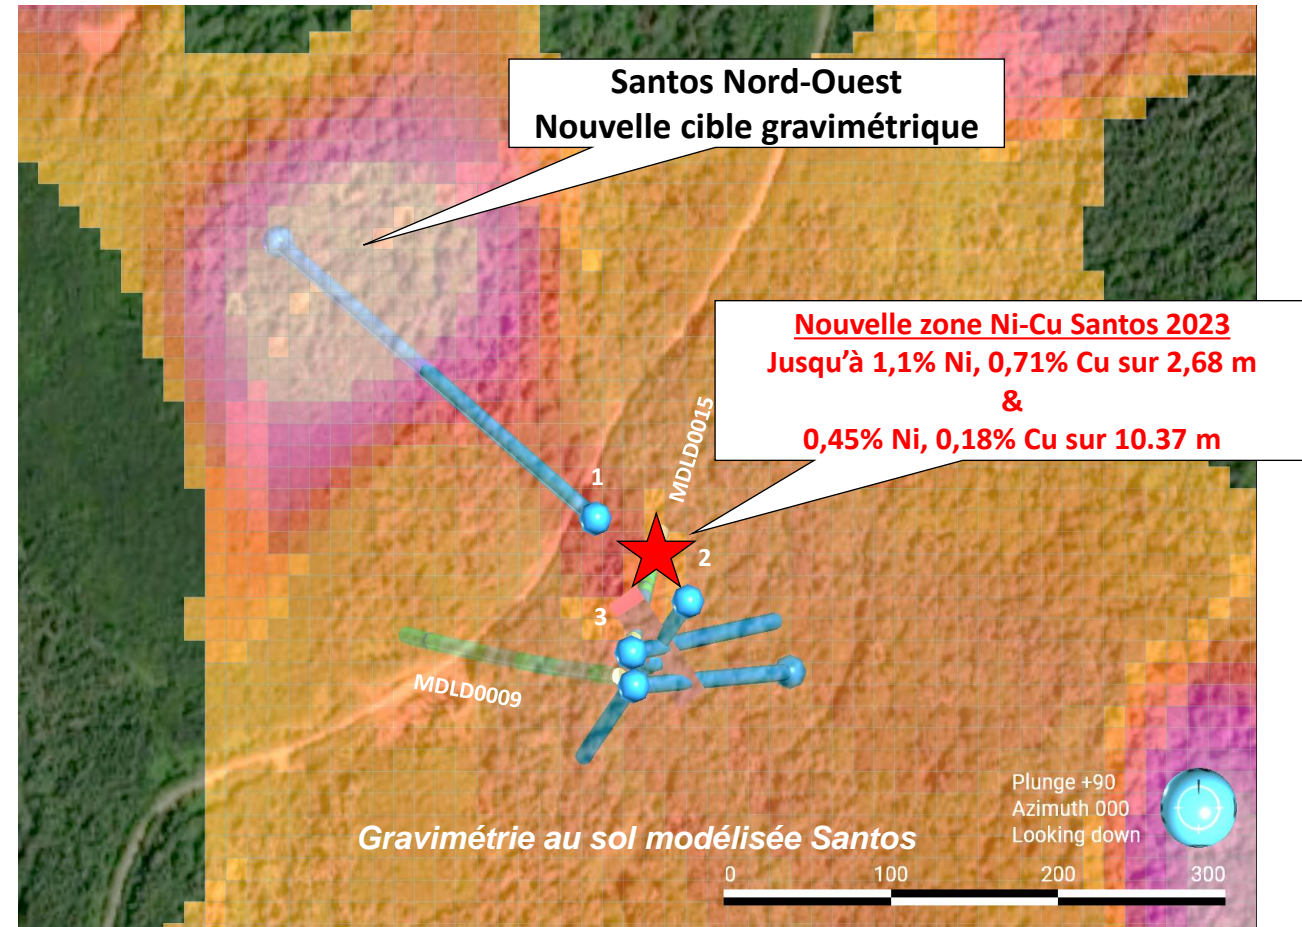 Santos Nord-Ouest
Nouvelle cible gravimétrique
Nouvelle zone Ni-Cu Santos 2023
Jusqu’à 1,1% Ni, 0,71% Cu sur 2,68 m
&
0,45% Ni, 0,18% Cu sur 10.37 m
MDLD0015
1
2
3
MDLD0009
Plunge +90
Azimuth 000
Looking down
Gravimétrie au sol modélisée Santos
0 100 200 300